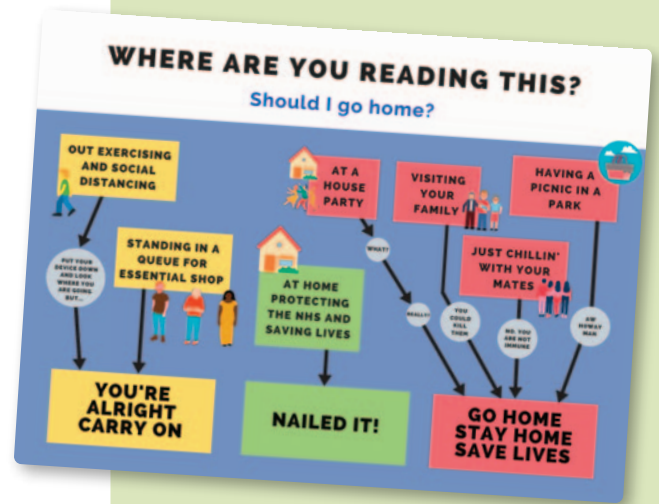 WHERE ARE YOU READING THIS?
Should I go home?
OUT EXERCISING
AND SOCIAL
DISTANCING
PUT YOUR
DEVICE DOWN
AND LOOK
WHERE YOU
ARE GOING
BUT...
STANDING IN A
QUEUE FOR
ESSENTIAL SHOP
YOU'RE
ALRIGHT
CARRY ON
AT HOME
PROTECTING
THE NHS AND
SAVING LIVES
NAILED IT!
AT A
HOUSE
PARTY
WHAT?
REALLY?
VISITING
YOUR
FAMILY
YOU
COULD
KILL
THEM
JUST CHILLIN'
WITH YOUR
MATES
NO. YOU
ARE NOT
IMMUNE
HAVING A
PICNIC IN A
PARK
AW
HOWAY
MAN
GO HOME
STAY HOME
SAVE LIVES